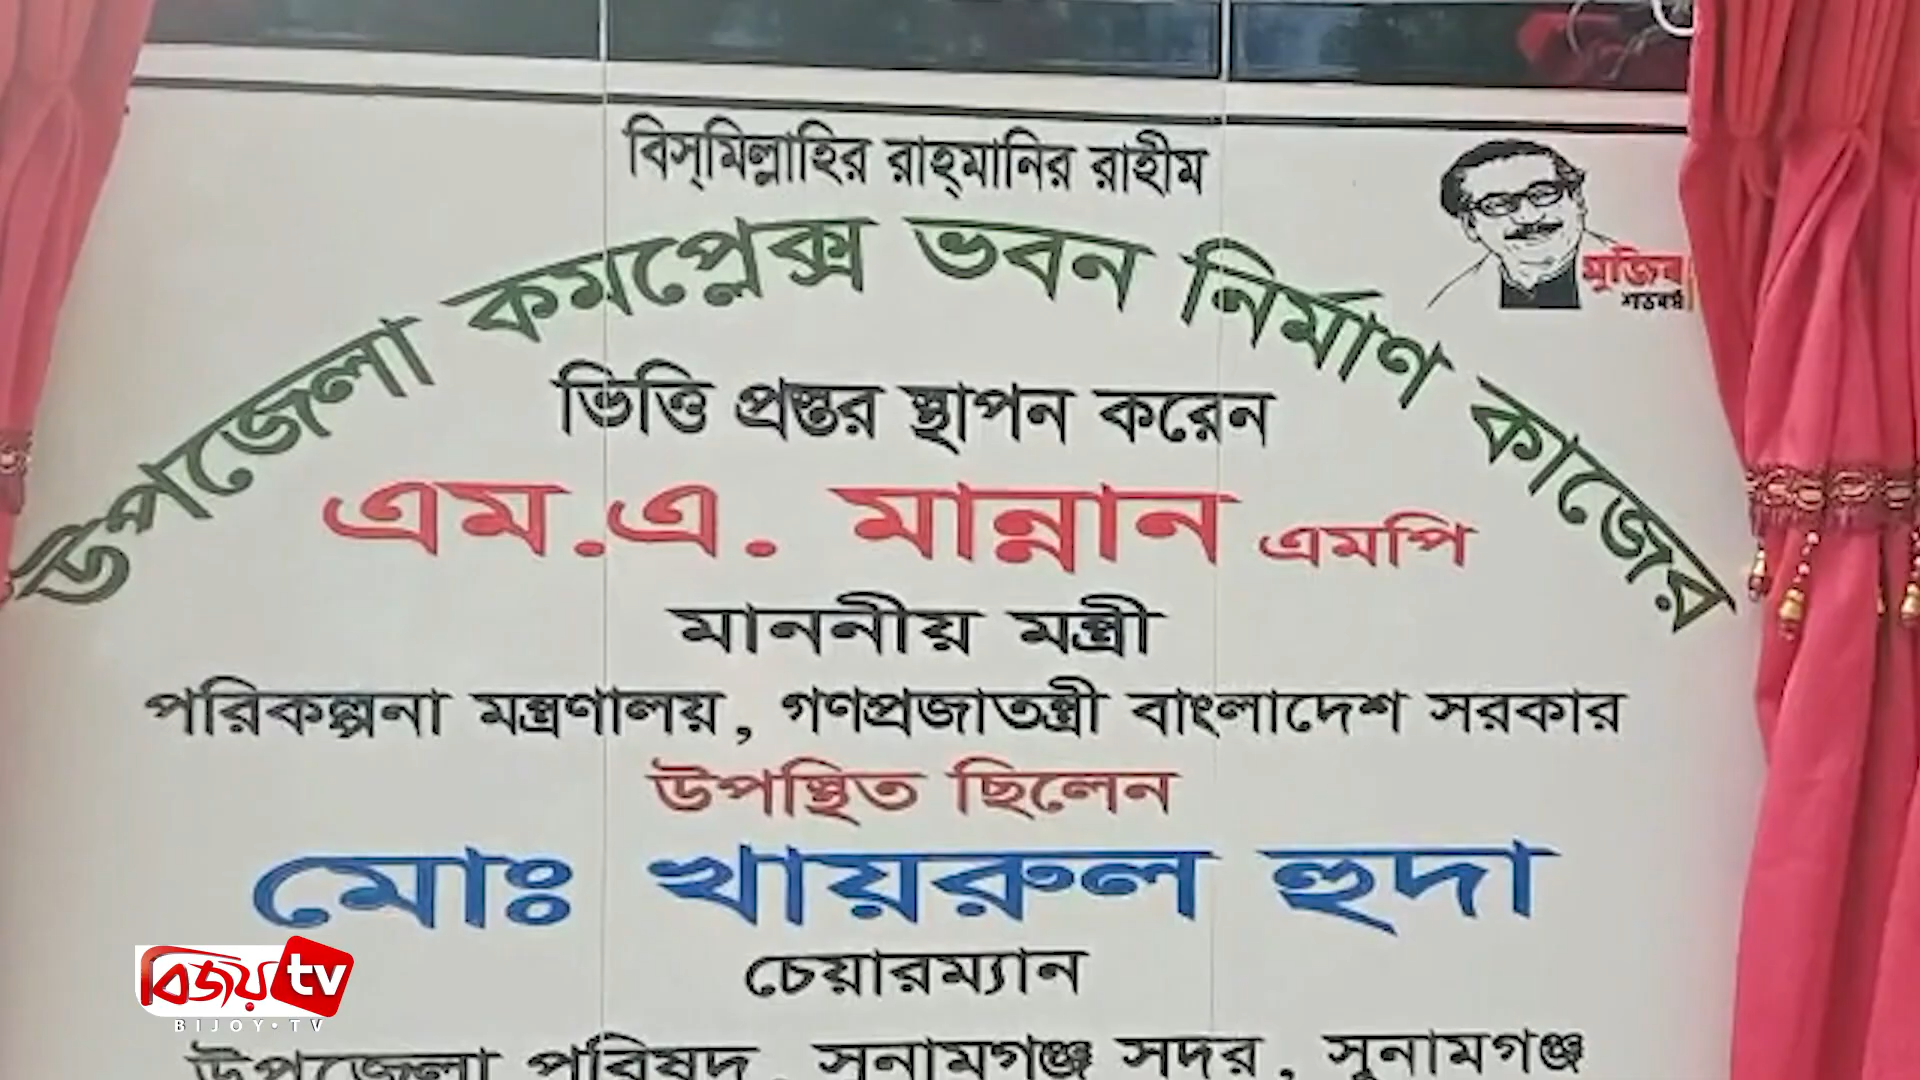 বিস্‌মিল্লাহির রাহ্‌মানির রাহীম
মুজিব
শতবর্ষ
উপজেলা কমপ্লেক্স ভবন নির্মাণ কাজের
ভিত্তি প্রস্তর স্থাপন করেন
এম.এ. মান্নান এমপি
মাননীয় মন্ত্রী
পরিকল্পনা মন্ত্রণালয়, গণপ্রজাতন্ত্রী বাংলাদেশ সরকার
উপস্থিত ছিলেন
মোঃ খায়রুল হুদা
চেয়ারম্যান
উপজেলা পরিষদ, সুনামগঞ্জ সদর, সুনামগঞ্জ
বিজয় tv
BIJOY•TV